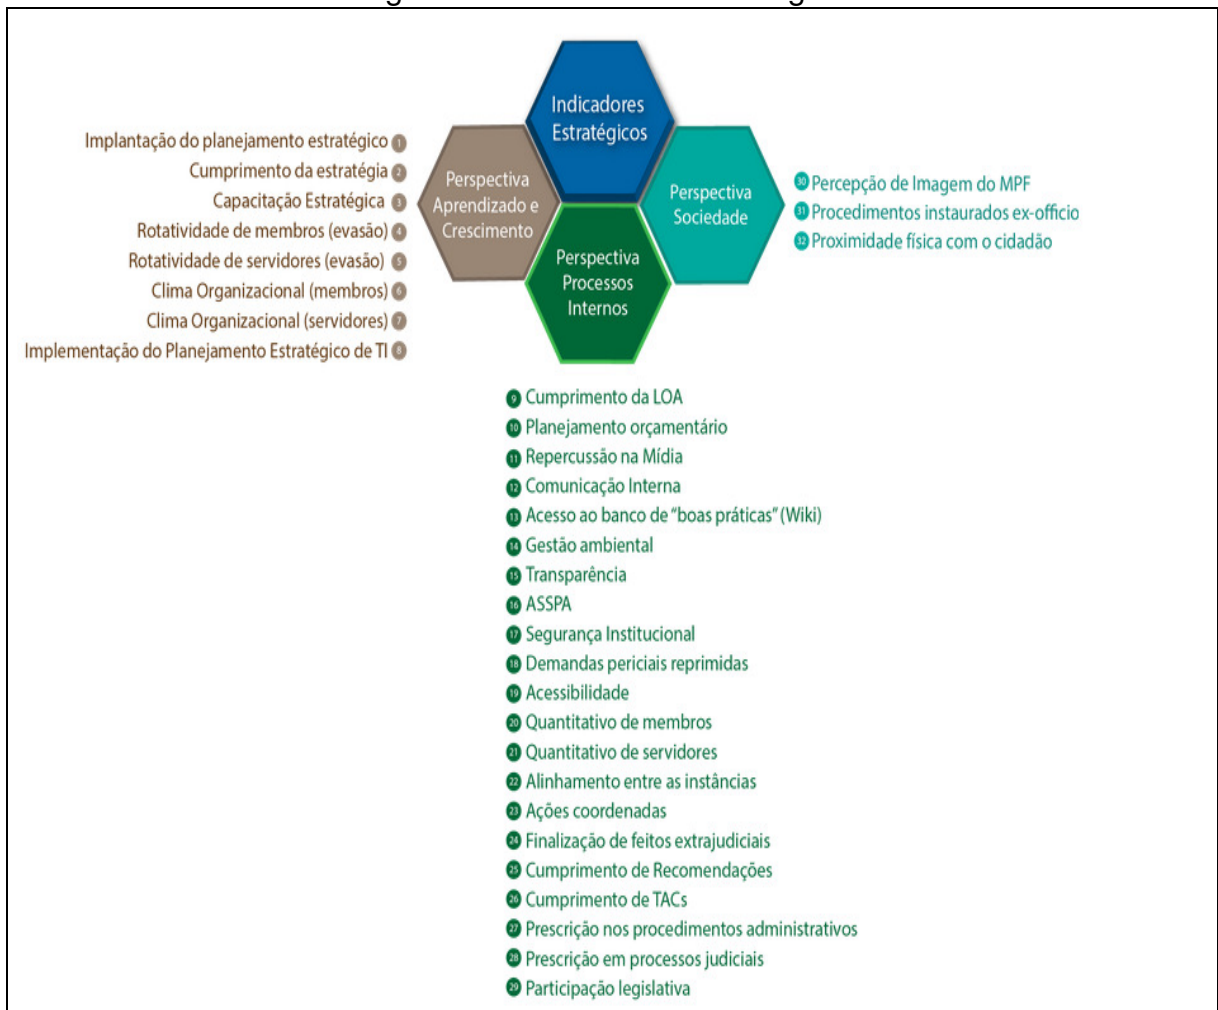 Indicadores
Estratégicos
Perspectiva
Aprendizado e
Crescimento
Perspectiva
Sociedade
Perspectiva
Processos
Internos
Implantação do planejamento estratégico 1
Cumprimento da estratégia 2
Capacitação Estratégica 3
Rotatividade de membros (evasão) 4
Rotatividade de servidores (evasão) 5
Clima Organizacional (membros) 6
Clima Organizacional (servidores) 7
Implementação do Planejamento Estratégico de TI 8
30 Percepção de Imagem do MPF
31 Procedimentos instaurados ex-officio
32 Proximidade física com o cidadão
9 Cumprimento da LOA
10 Planejamento orçamentário
11 Repercussão na Mídia
12 Comunicação Interna
13 Acesso ao banco de “boas práticas” (Wiki)
14 Gestão ambiental
15 Transparência
16 ASSPA
17 Segurança Institucional
18 Demandas periciais reprimidas
19 Acessibilidade
20 Quantitativo de membros
21 Quantitativo de servidores
22 Alinhamento entre as instâncias
23 Ações coordenadas
24 Finalização de feitos extrajudiciais
25 Cumprimento de Recomendações
26 Cumprimento de TACs
27 Prescrição nos procedimentos administrativos
28 Prescrição em processos judiciais
29 Participação legislativa